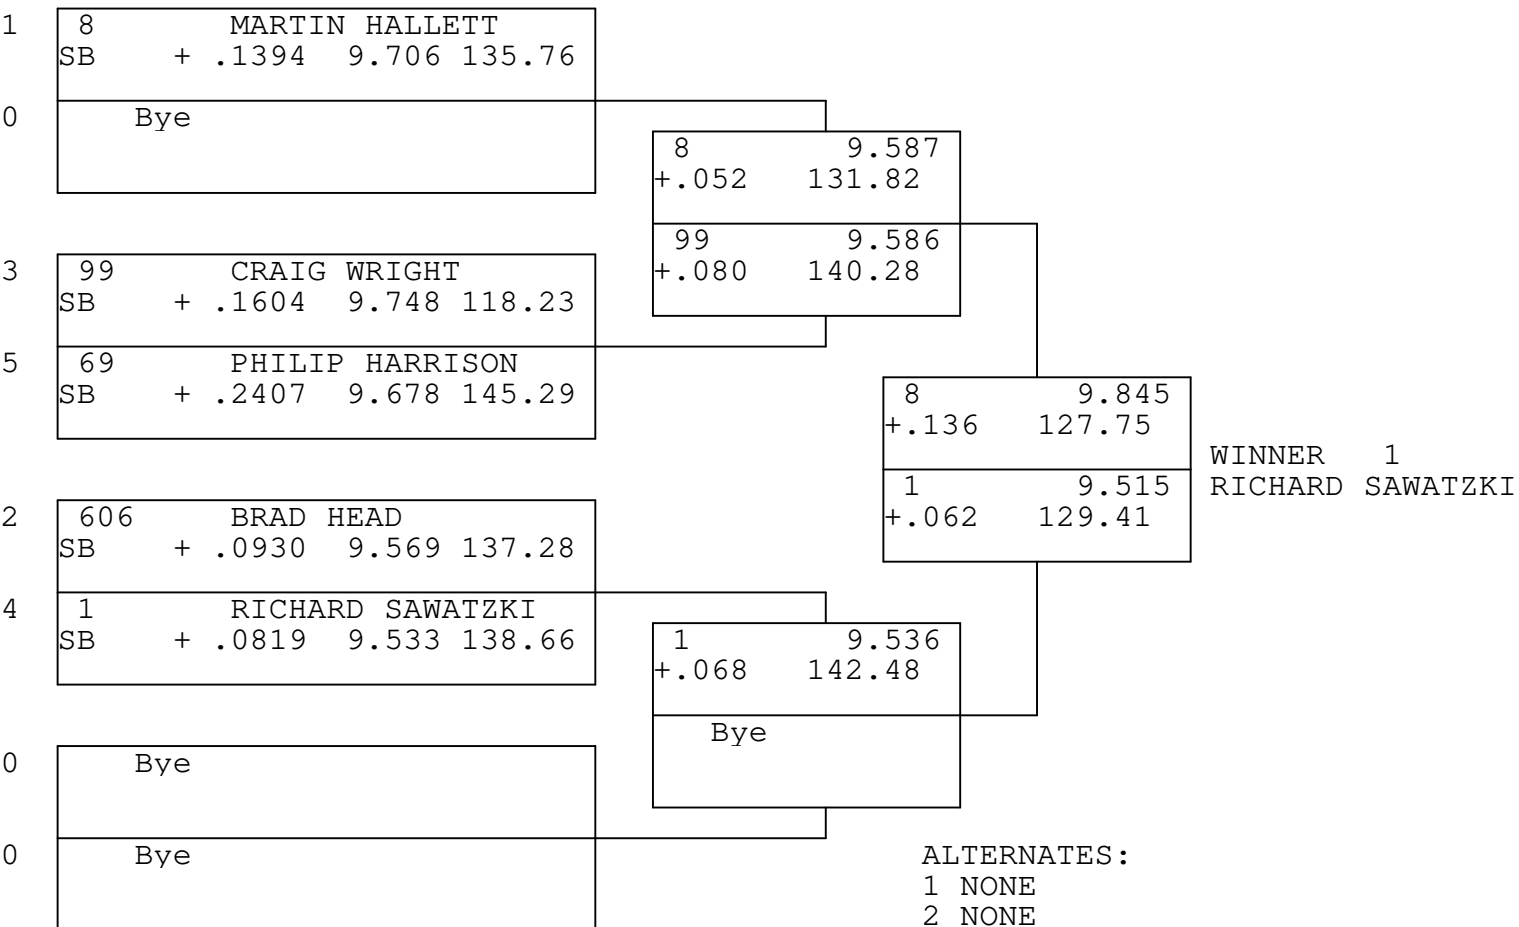 1 8 MARTIN HALLETT
SB + .1394 9.706 135.76
0 Bye
8 9.587
+.052 131.82
99 9.586
+.080 140.28
3 99 CRAIG WRIGHT
SB + .1604 9.748 118.23
5 69 PHILIP HARRISON
SB + .2407 9.678 145.29
8 9.845
+.136 127.75
1 9.515
+.062 129.41
WINNER 1
RICHARD SAWATZKI
2 606 BRAD HEAD
SB + .0930 9.569 137.28
4 1 RICHARD SAWATZKI
SB + .0819 9.533 138.66
1 9.536
+.068 142.48
Bye
0 Bye
0 Bye
ALTERNATES:
1 NONE
2 NONE